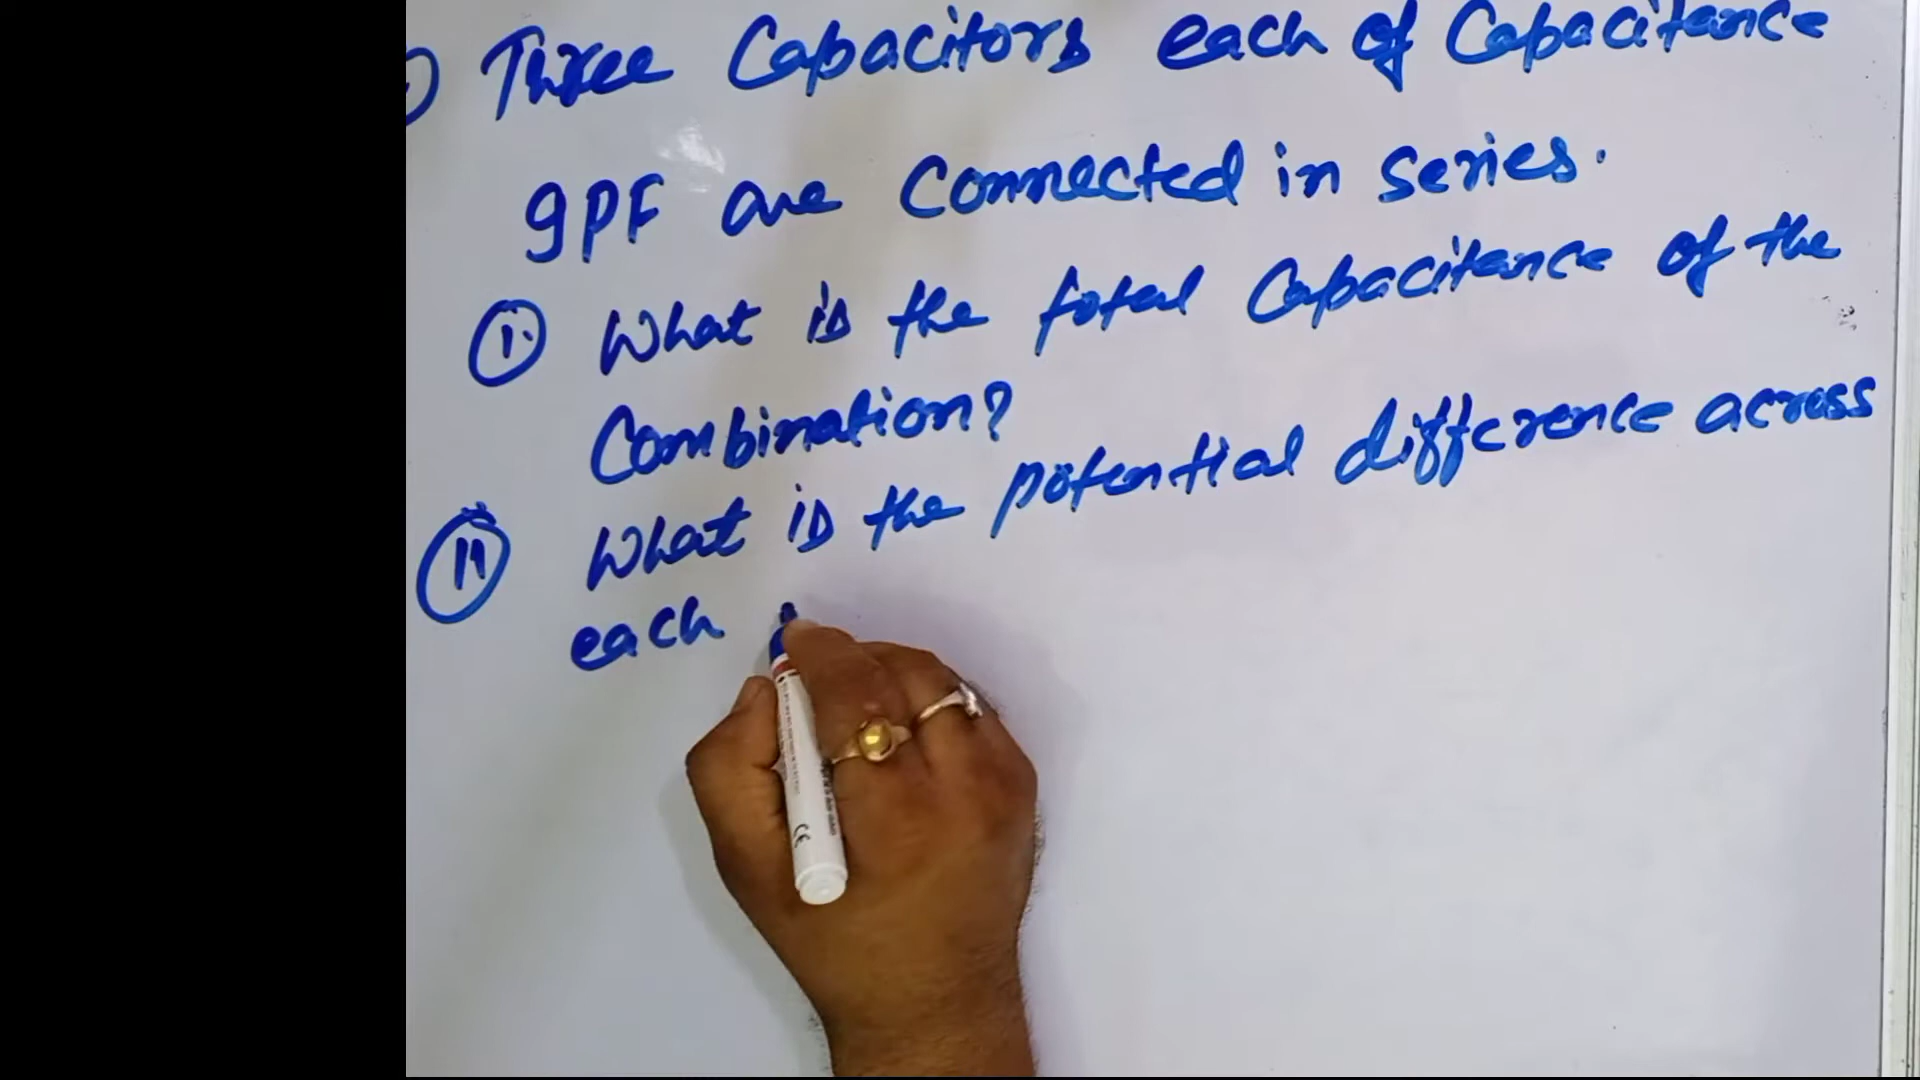 Three Capacitors each of Capacitance
9PF are Connected in series.
(i) What is the total Capacitance of the
Combination?
(ii) What is the potential difference across
each
CE